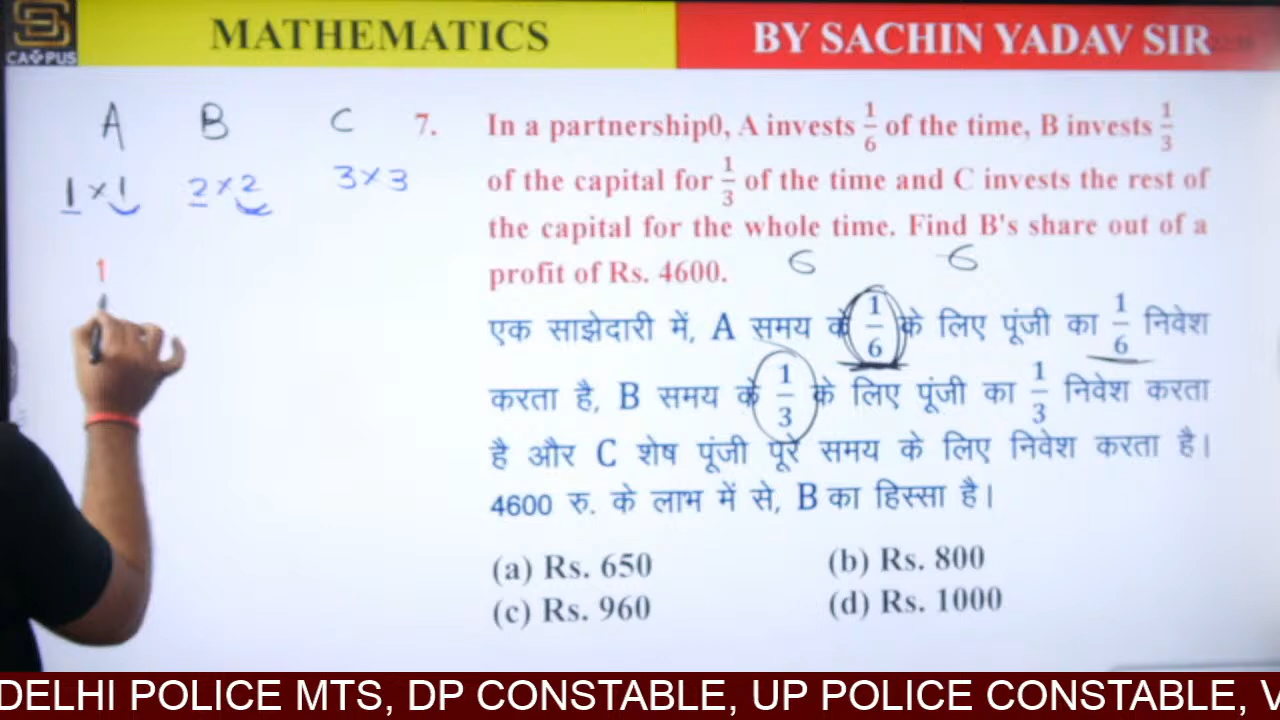 CAMPUS
MATHEMATICS
BY SACHIN YADAV SIR
A B C
1 × 1 2 × 2 3 × 3
1
7. In a partnership0, A invests 1/6 of the time, B invests 1/3
of the capital for 1/3 of the time and C invests the rest of
the capital for the whole time. Find B's share out of a
profit of Rs. 4600.
6 6
एक साझेदारी में, A समय के 1/6 के लिए पूंजी का 1/6 निवेश
करता है, B समय के 1/3 के लिए पूंजी का 1/3 निवेश करता
है और C शेष पूंजी पूरे समय के लिए निवेश करता है।
4600 रु. के लाभ में से, B का हिस्सा है।
(a) Rs. 650 (b) Rs. 800
(c) Rs. 960 (d) Rs. 1000
DELHI POLICE MTS, DP CONSTABLE, UP POLICE CONSTABLE, V